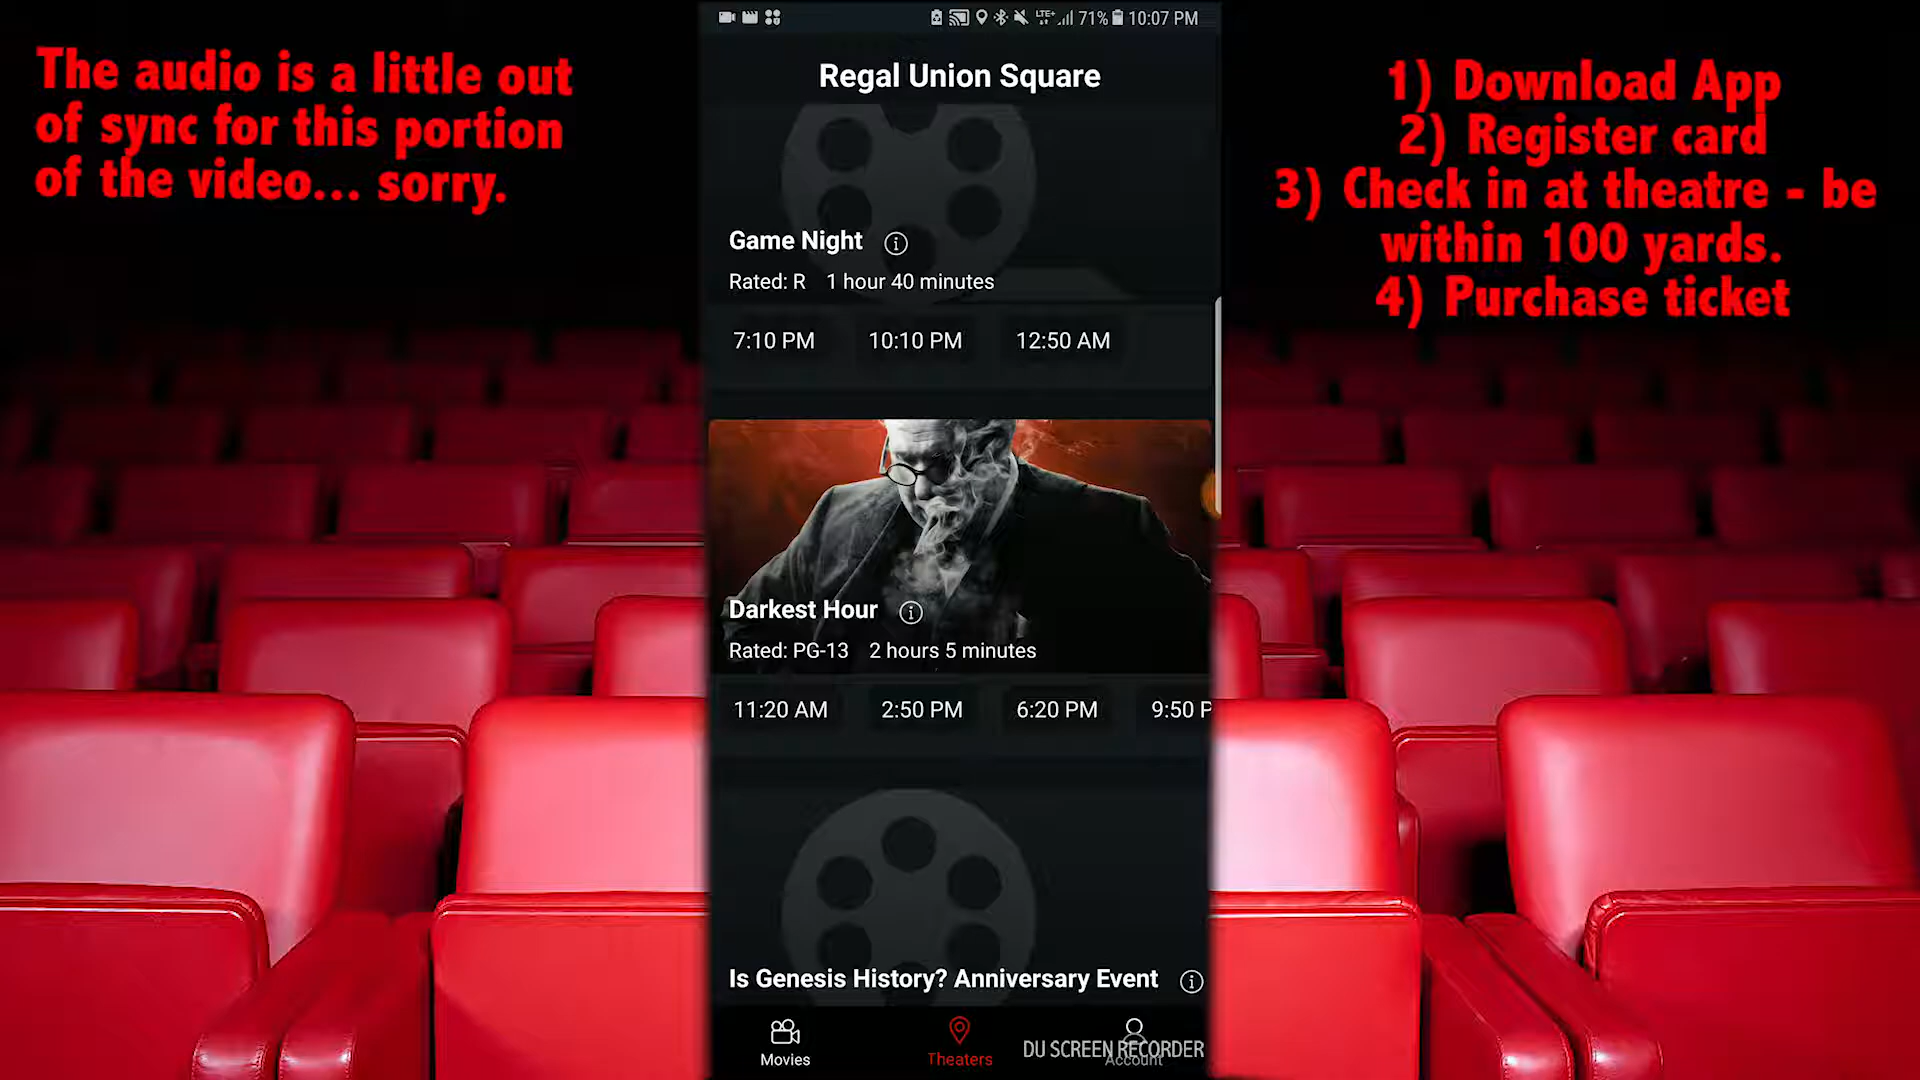 The audio is a little out
of sync for this portion
of the video... sorry.
LTE+ 71% 10:07 PM
Regal Union Square
Game Night
Rated: R 1 hour 40 minutes
7:10 PM 10:10 PM 12:50 AM
Darkest Hour
Rated: PG-13 2 hours 5 minutes
11:20 AM 2:50 PM 6:20 PM 9:50 P
Is Genesis History? Anniversary Event
Movies Theaters Account
DU SCREEN RECORDER
1) Download App
2) Register card
3) Check in at theatre - be
within 100 yards.
4) Purchase ticket